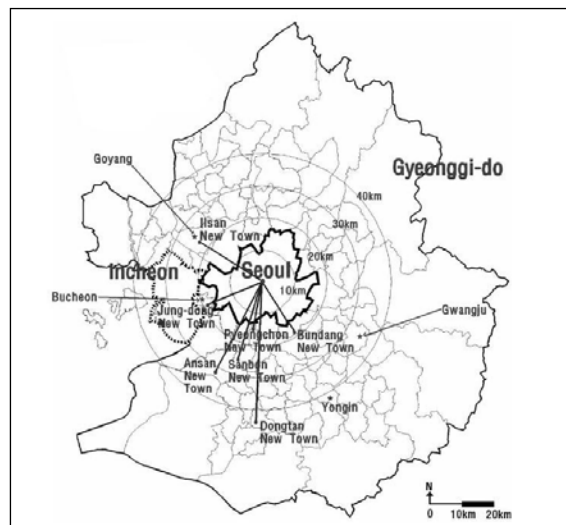 Goyang
Gyeonggi-do
40km
Ilsan
New Town
30km
20km
Incheon
Seoul
10km
Bucheon
Jung-dong
New Town
Gwangju
Pyeongchon
New Town
Bundang
New Town
Ansan
New
Town
Sanbon
New Town
Yongin
Dongtan
New Town
N
0 10km 20km